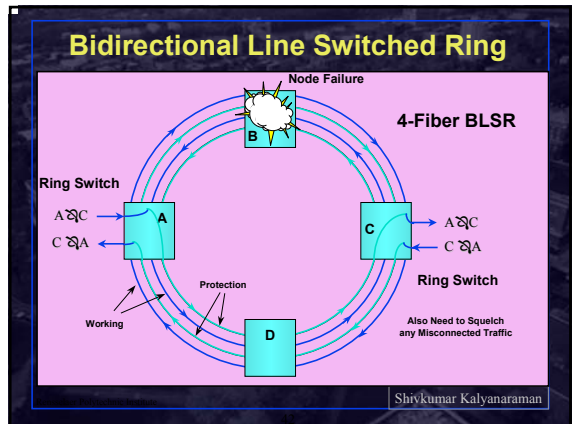 Bidirectional Line Switched Ring
Node Failure
B
4-Fiber BLSR
Ring Switch
A
C
A C
C A
A C
C A
Ring Switch
Protection
Working
D
Also Need to Squelch
any Misconnected Traffic
Shivkumar Kalyanaraman